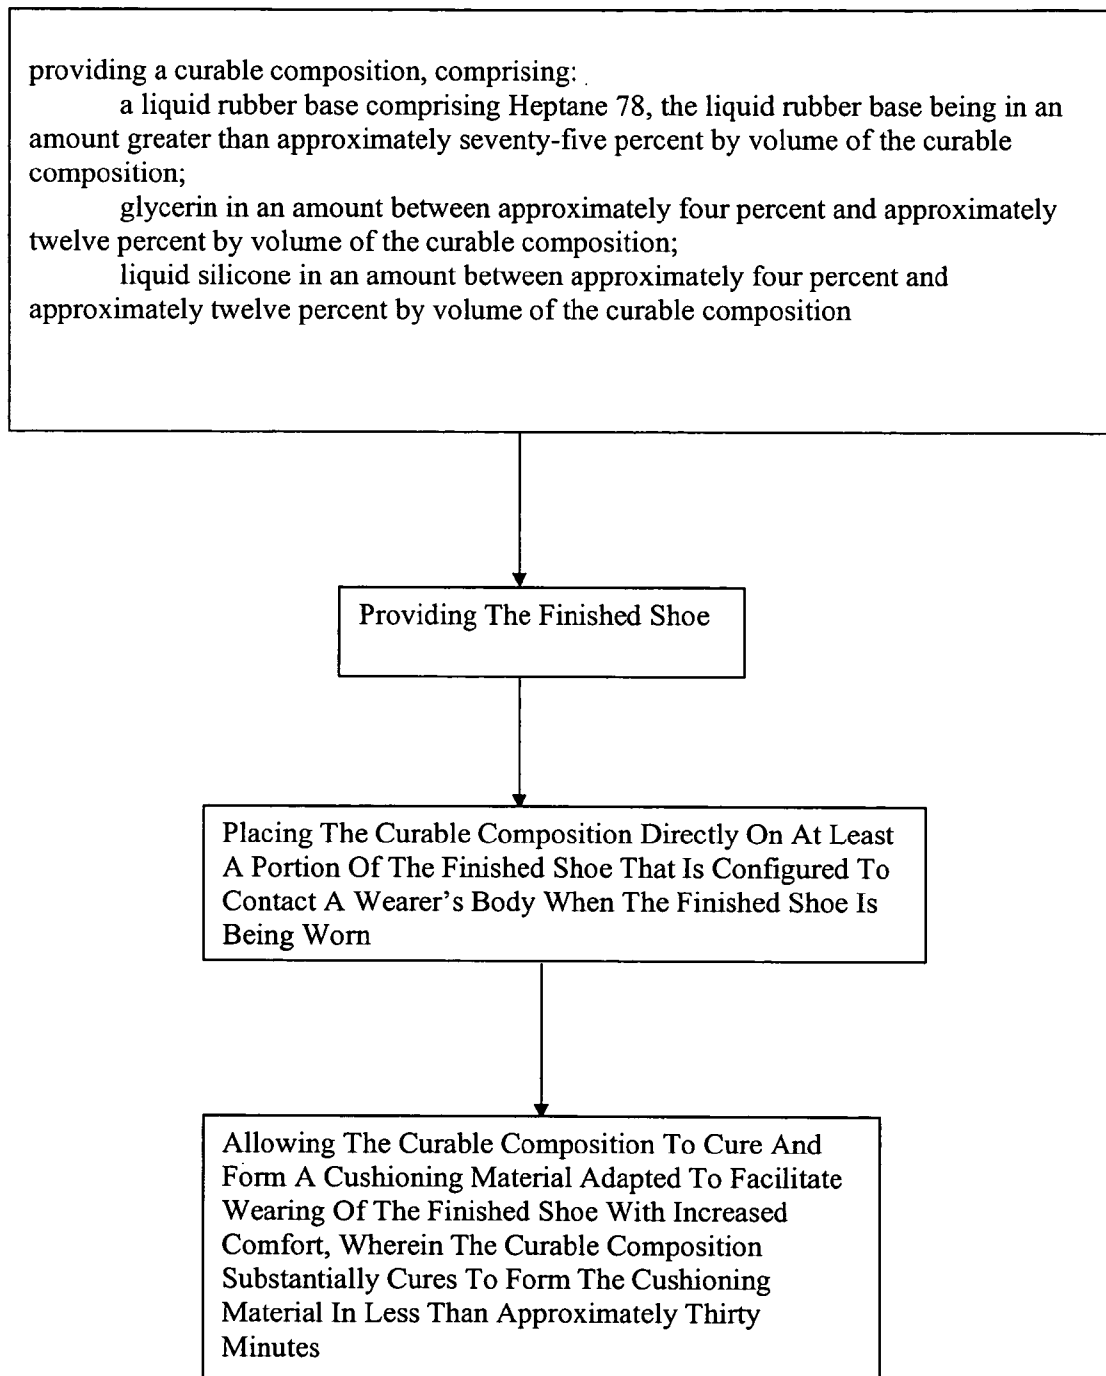 providing a curable composition, comprising:
a liquid rubber base comprising Heptane 78, the liquid rubber base being in an
amount greater than approximately seventy-five percent by volume of the curable
composition;
glycerin in an amount between approximately four percent and approximately
twelve percent by volume of the curable composition;
liquid silicone in an amount between approximately four percent and
approximately twelve percent by volume of the curable composition
Providing The Finished Shoe
Placing The Curable Composition Directly On At Least
A Portion Of The Finished Shoe That Is Configured To
Contact A Wearer's Body When The Finished Shoe Is
Being Worn
Allowing The Curable Composition To Cure And
Form A Cushioning Material Adapted To Facilitate
Wearing Of The Finished Shoe With Increased
Comfort, Wherein The Curable Composition
Substantially Cures To Form The Cushioning
Material In Less Than Approximately Thirty
Minutes